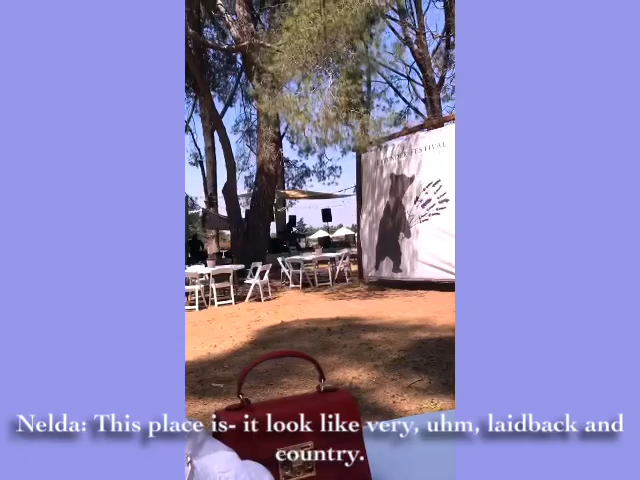 FESTIVAL
Nelda: This place is- it look like very, uhm, laidback and
country.